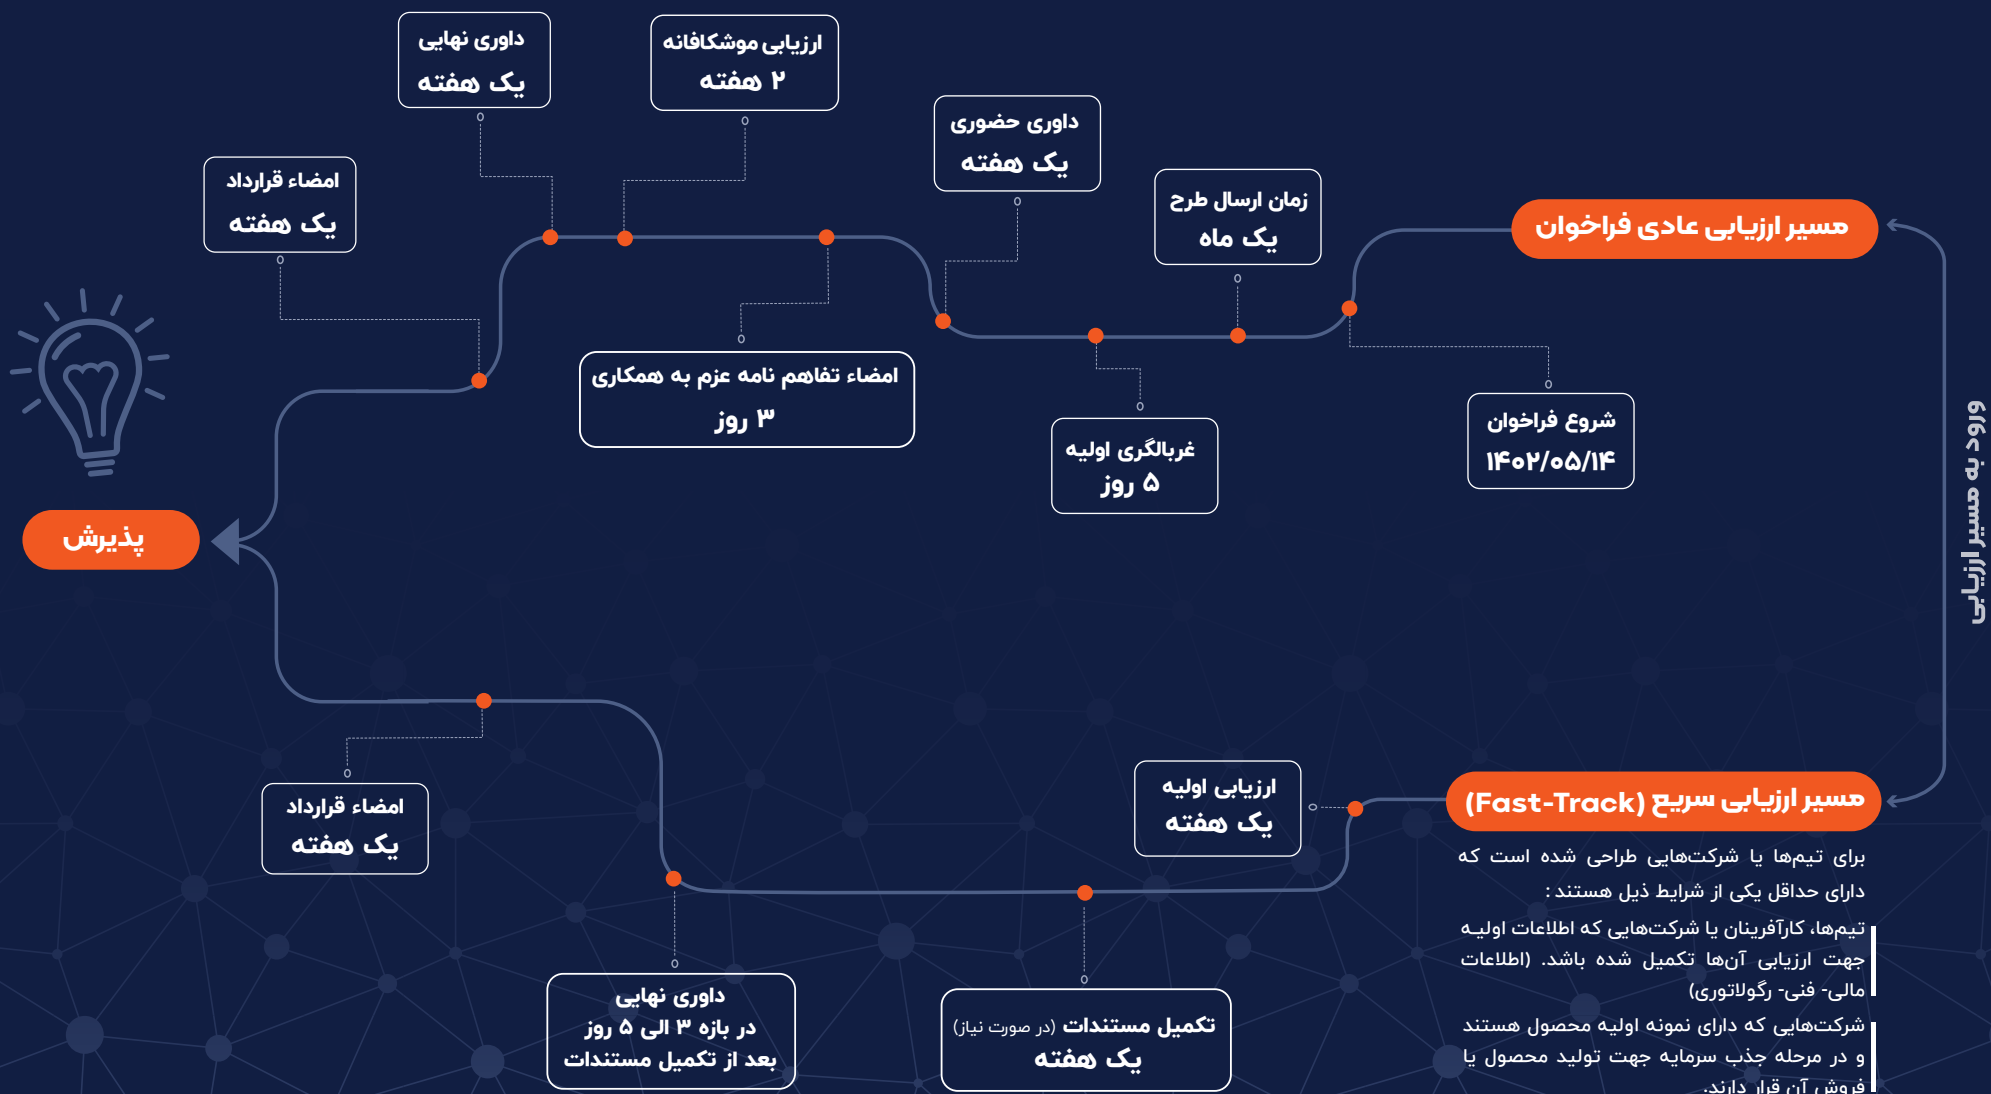 ورود به مسیر ارزیابی
مسیر ارزیابی عادی فراخوان
شروع فراخوان
۱۴۰۲/۰۵/۱۴
زمان ارسال طرح
یک ماه
غربالگری اولیه
۵ روز
داوری حضوری
یک هفته
امضاء تفاهم نامه عزم به همکاری
۳ روز
ارزیابی موشکافانه
۲ هفته
داوری نهایی
یک هفته
امضاء قرارداد
یک هفته
پذیرش
مسیر ارزیابی سریع (Fast-Track)
برای تیم‌ها یا شرکت‌هایی طراحی شده است که
دارای حداقل یکی از شرایط ذیل هستند :
تیم‌ها، کارآفرینان یا شرکت‌هایی که اطلاعات اولیـه
جهت ارزیابی آن‌ها تکمیل شده باشد. (اطلاعات
مالی- فنی- رگولاتوری)
شرکت‌هایی که دارای نمونه اولیه محصول هستند
و در مرحله جذب سرمایه جهت تولید محصول یا
فروش آن قرار دارند.
ارزیابی اولیه
یک هفته
تکمیل مستندات (در صورت نیاز)
یک هفته
داوری نهایی
در بازه ۳ الی ۵ روز
بعد از تکمیل مستندات
امضاء قرارداد
یک هفته